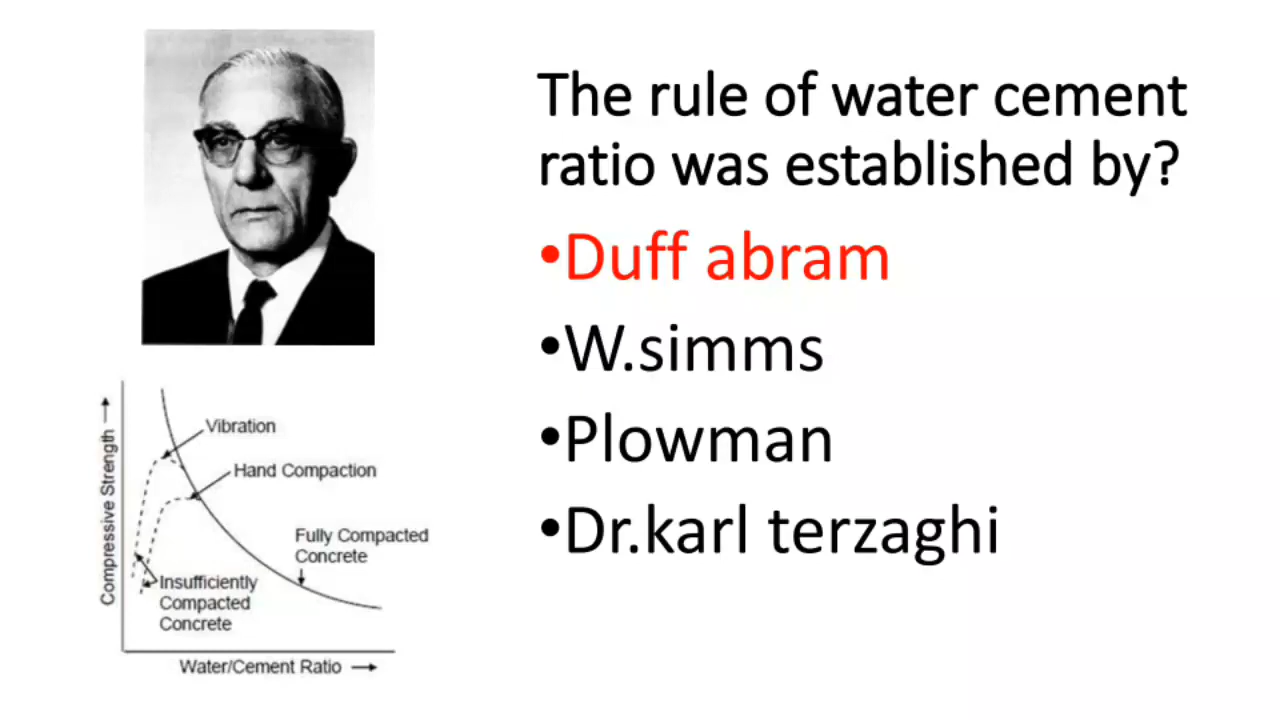 The rule of water cement
ratio was established by?
•Duff abram
•W.simms
•Plowman
•Dr.karl terzaghi
Compressive Strength
Vibration
Hand Compaction
Fully Compacted
Concrete
Insufficiently
Compacted
Concrete
Water/Cement Ratio